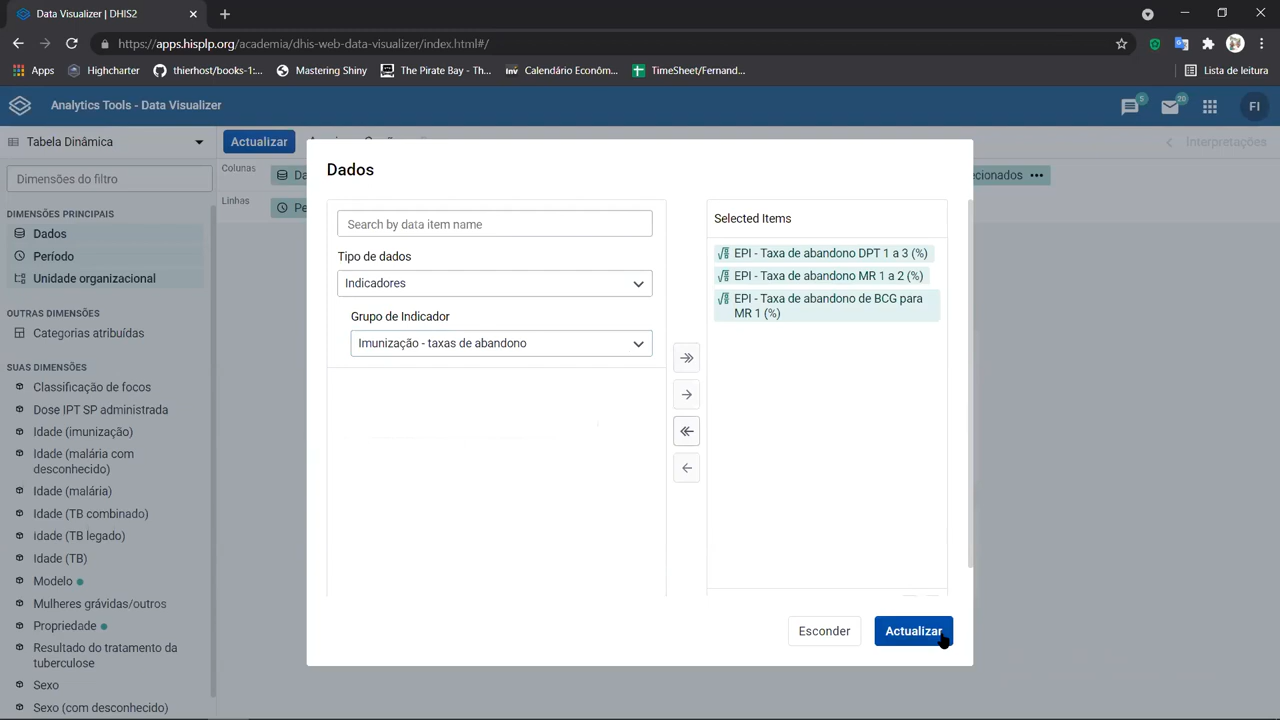 Data Visualizer | DHIS2
https://apps.hisplp.org/academia/dhis-web-data-visualizer/index.html#/
Apps
Highcharter
thierhost/books-1:...
Mastering Shiny
The Pirate Bay - Th...
inv Calendário Econôm...
TimeSheet/Fernand...
Lista de leitura
Analytics Tools - Data Visualizer
5
20
FI
Tabela Dinâmica
Actualizar
Interpretações
Dimensões do filtro
Colunas
Da
ecionados
Linhas
Pe
DIMENSÕES PRINCIPAIS
Dados
Período
Unidade organizacional
OUTRAS DIMENSÕES
Categorias atribuídas
SUAS DIMENSÕES
Classificação de focos
Dose IPT SP administrada
Idade (imunização)
Idade (malária com
desconhecido)
Idade (malária)
Idade (TB combinado)
idade (TB legado)
Idade (TB)
Modelo
Mulheres grávidas/outros
Propriedade
Resultado do tratamento da
tuberculose
Sexo
Sexo (com desconhecido)
Dados
Search by data item name
Tipo de dados
Indicadores
Grupo de Indicador
Imunização - taxas de abandono
Selected Items
EPI - Taxa de abandono DPT 1 a 3 (%)
EPI - Taxa de abandono MR 1 a 2 (%)
EPI - Taxa de abandono de BCG para
MR 1 (%)
Esconder
Actualizar